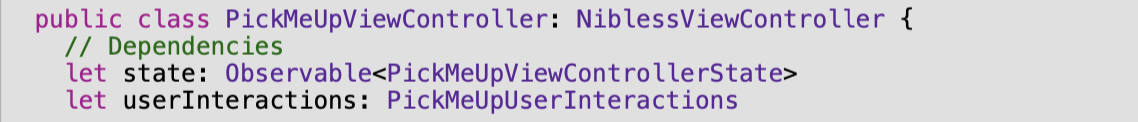 public class PickMeUpViewController: NiblessViewController {
// Dependencies
let state: Observable<PickMeUpViewControllerState>
let userInteractions: PickMeUpUserInteractions